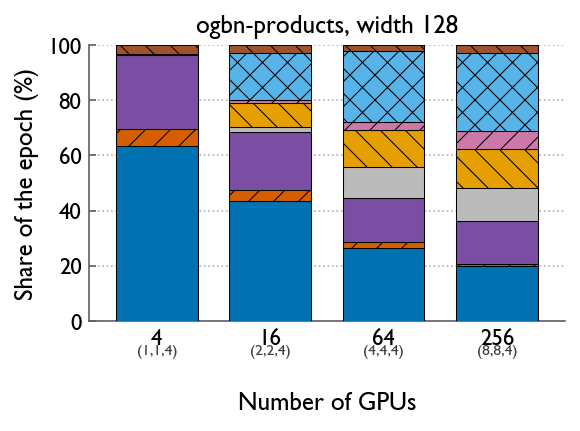 ogbn-products, width 128
Share of the epoch (%)
100
80
60
40
20
0
4 16 64 256
(1,1,4) (2,2,4) (4,4,4) (8,8,4)
Number of GPUs